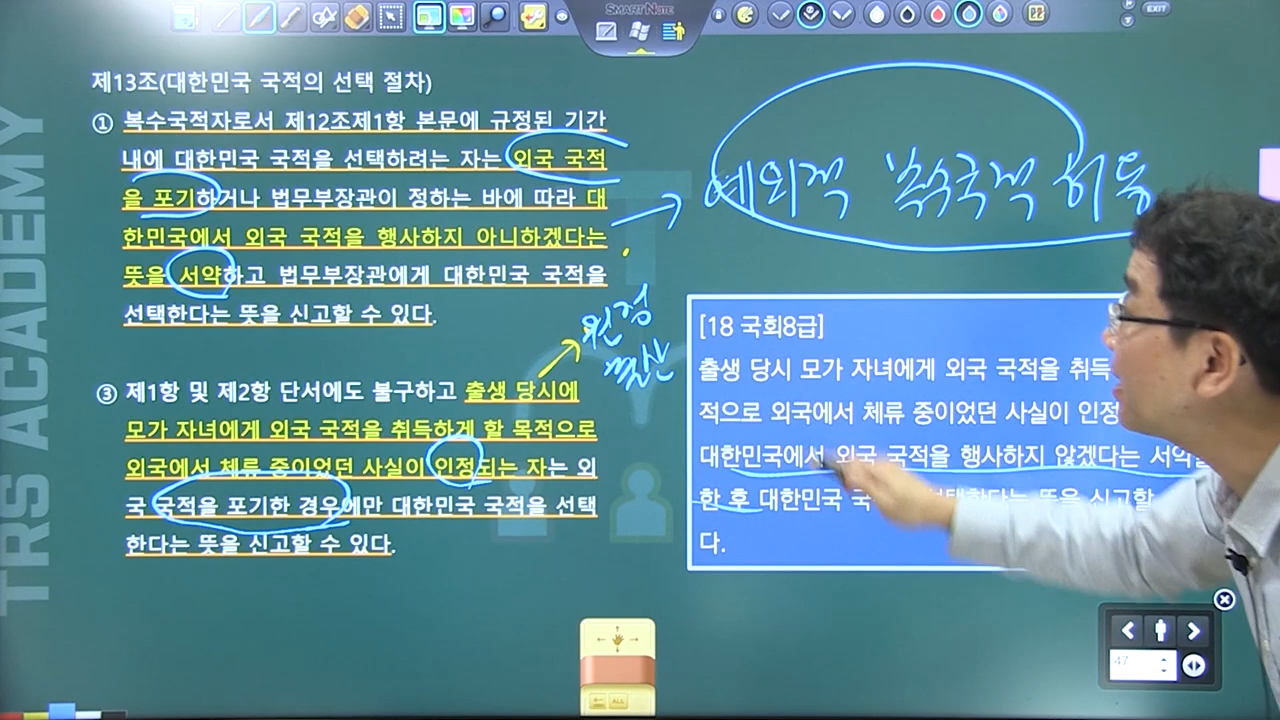 SMART NOTE
EXIT
TRS ACADEMY
제13조(대한민국 국적의 선택 절차)
① 복수국적자로서 제12조제1항 본문에 규정된 기간
내에 대한민국 국적을 선택하려는 자는 외국 국적
을 포기하거나 법무부장관이 정하는 바에 따라 대
한민국에서 외국 국적을 행사하지 아니하겠다는
뜻을 서약하고 법무부장관에게 대한민국 국적을
선택한다는 뜻을 신고할 수 있다.
③ 제1항 및 제2항 단서에도 불구하고 출생 당시에
모가 자녀에게 외국 국적을 취득하게 할 목적으로
외국에서 체류 중이었던 사실이 인정되는 자는 외
국 국적을 포기한 경우에만 대한민국 국적을 선택
한다는 뜻을 신고할 수 있다.
예외적 복수국적 허용
원정
출산
[18 국회8급]
출생 당시 모가 자녀에게 외국 국적을 취득
적으로 외국에서 체류 중이었던 사실이 인정
대한민국에서 외국 국적을 행사하지 않겠다는 서약을
한 후 대한민국 국 선택한다는 뜻을 신고할
다.
47
ALL